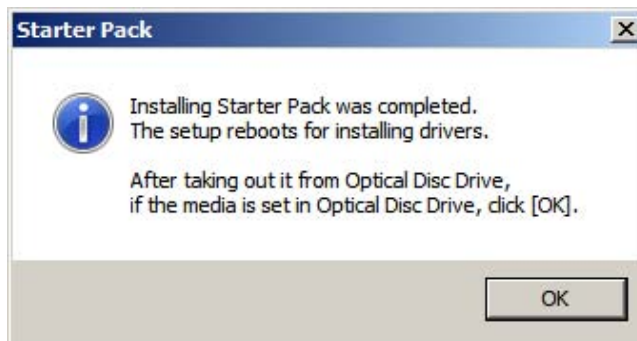 Starter Pack
Installing Starter Pack was completed.
The setup reboots for installing drivers.
After taking out it from Optical Disc Drive,
if the media is set in Optical Disc Drive, click [OK].
OK